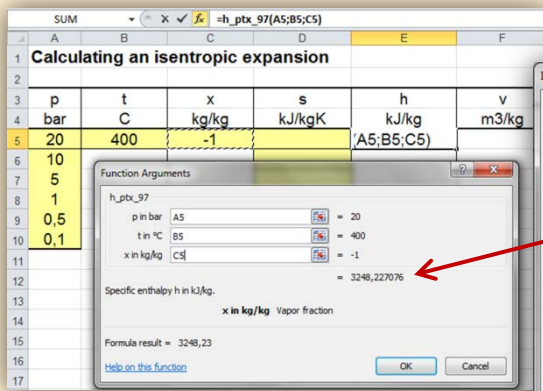 SUM fx =h_ptx_97(A5;B5;C5)
A B C D E F
1 Calculating an isentropic expansion
2
3 p t x s h v
4 bar C kg/kg kJ/kgK kJ/kg m3/kg
5 20 400 -1 (A5;B5;C5)
6 10
7 5
8 1
9 0,5
10 0,1
11
12
13
14
15
16
17
Function Arguments
h_ptx_97
p in bar A5 = 20
t in °C B5 = 400
x in kg/kg C5 = -1
= 3248,227076
Specific enthalpy h in kJ/kg.
x in kg/kg Vapor fraction
Formula result = 3248,23
Help on this function OK Cancel